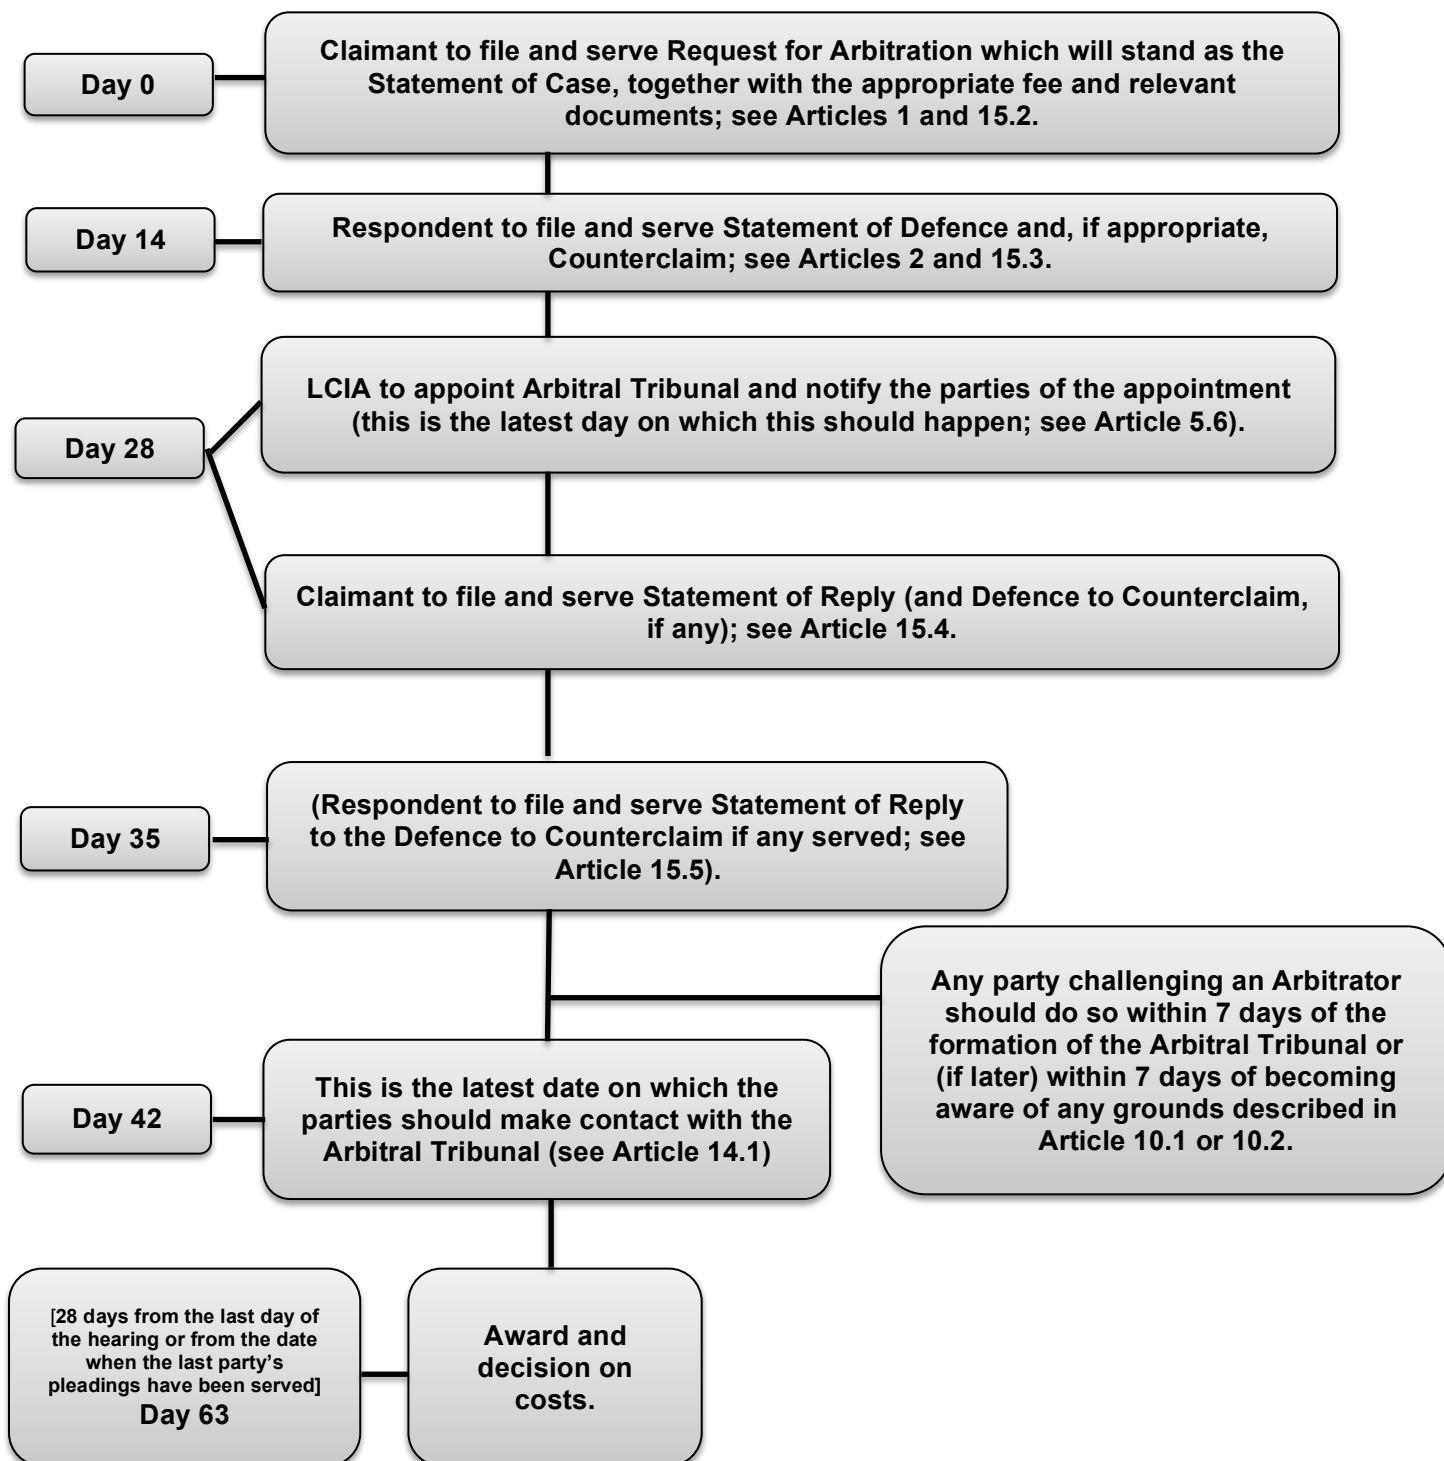 Day 0
Claimant to file and serve Request for Arbitration which will stand as the
Statement of Case, together with the appropriate fee and relevant
documents; see Articles 1 and 15.2.
Day 14
Respondent to file and serve Statement of Defence and, if appropriate,
Counterclaim; see Articles 2 and 15.3.
Day 28
LCIA to appoint Arbitral Tribunal and notify the parties of the appointment
(this is the latest day on which this should happen; see Article 5.6).
Claimant to file and serve Statement of Reply (and Defence to Counterclaim,
if any); see Article 15.4.
Day 35
(Respondent to file and serve Statement of Reply
to the Defence to Counterclaim if any served; see
Article 15.5).
Any party challenging an Arbitrator
should do so within 7 days of the
formation of the Arbitral Tribunal or
(if later) within 7 days of becoming
aware of any grounds described in
Article 10.1 or 10.2.
Day 42
This is the latest date on which the
parties should make contact with the
Arbitral Tribunal (see Article 14.1)
[28 days from the last day of
the hearing or from the date
when the last party’s
pleadings have been served]
Day 63
Award and
decision on
costs.